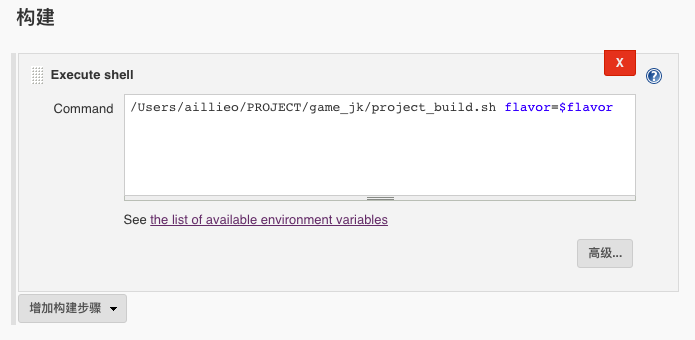 构建
Execute shell
X
?
Command
/Users/aillieo/PROJECT/game_jk/project_build.sh flavor=$flavor
See the list of available environment variables
高级...
增加构建步骤